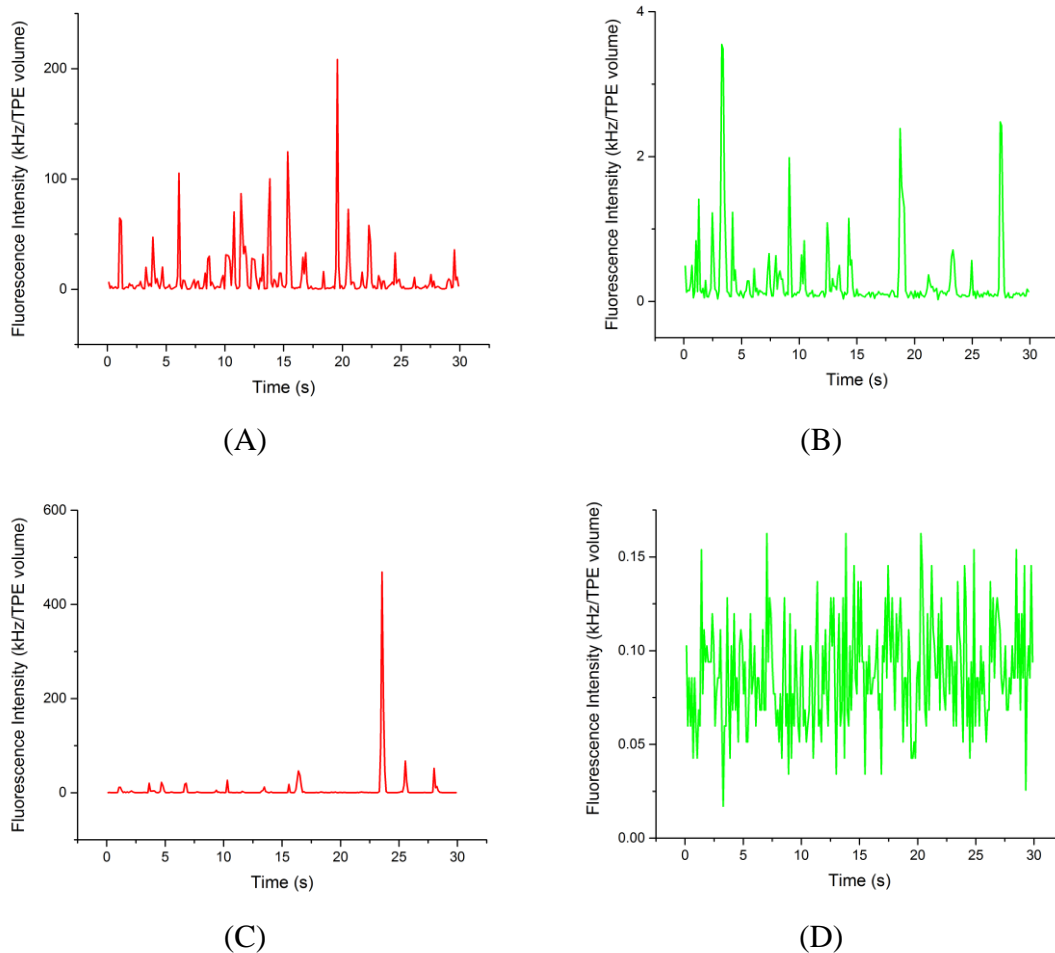 Fluorescence Intensity (kHz/TPE volume)
200
100
0
0 5 10 15 20 25 30
Time (s)
(A)
Fluorescence Intensity (kHz/TPE volume)
4
2
0
0 5 10 15 20 25 30
Time (s)
(B)
Fluorescence Intensity (kHz/TPE volume)
600
400
200
0
0 5 10 15 20 25 30
Time (s)
(C)
Fluorescence Intensity (kHz/TPE volume)
0.15
0.10
0.05
0.00
0 5 10 15 20 25 30
Time (s)
(D)